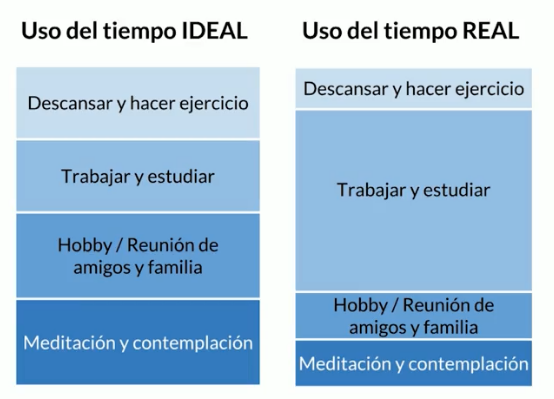 Uso del tiempo IDEAL
Descansar y hacer ejercicio
Trabajar y estudiar
Hobby / Reunión de
amigos y familia
Meditación y contemplación
Uso del tiempo REAL
Descansar y hacer ejercicio
Trabajar y estudiar
Hobby / Reunión de
amigos y familia
Meditación y contemplación